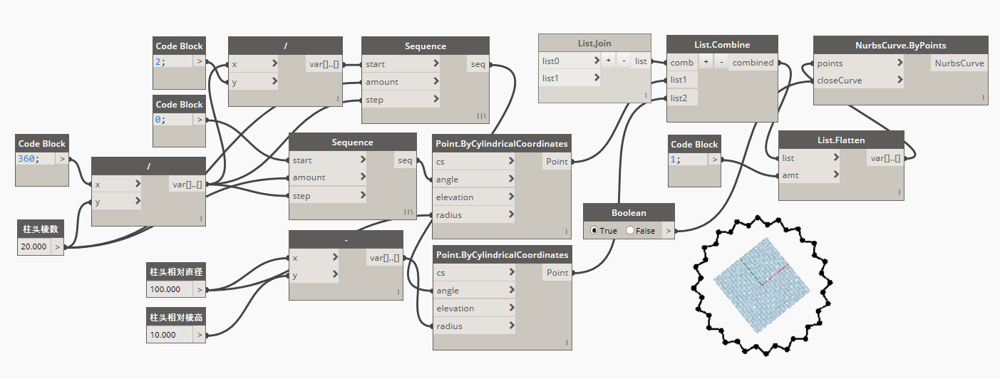 Code Block
2; >
/
x > var[]..[]
y >
|
Sequence
start > seq
amount >
step >
||\
Code Block
0; >
Code Block
360; >
/
x > var[]..[]
y >
|
柱头棱数
20.000 >
Sequence
start > seq
amount >
step >
||\
柱头相对直径
100.000 >
柱头相对棱高
10.000 >
-
x > var[]..[]
y >
|
Point.ByCylindricalCoordinates
cs > Point
angle >
elevation >
radius >
|
Point.ByCylindricalCoordinates
cs > Point
angle >
elevation >
radius >
|
List.Join
list0 > + - list
list1 >
|
List.Combine
comb + - combined
list1
list2
|
Boolean
True False >
Code Block
1; >
NurbsCurve.ByPoints
points > NurbsCurve
closeCurve >
|
List.Flatten
list > var[]..[]
amt >
|